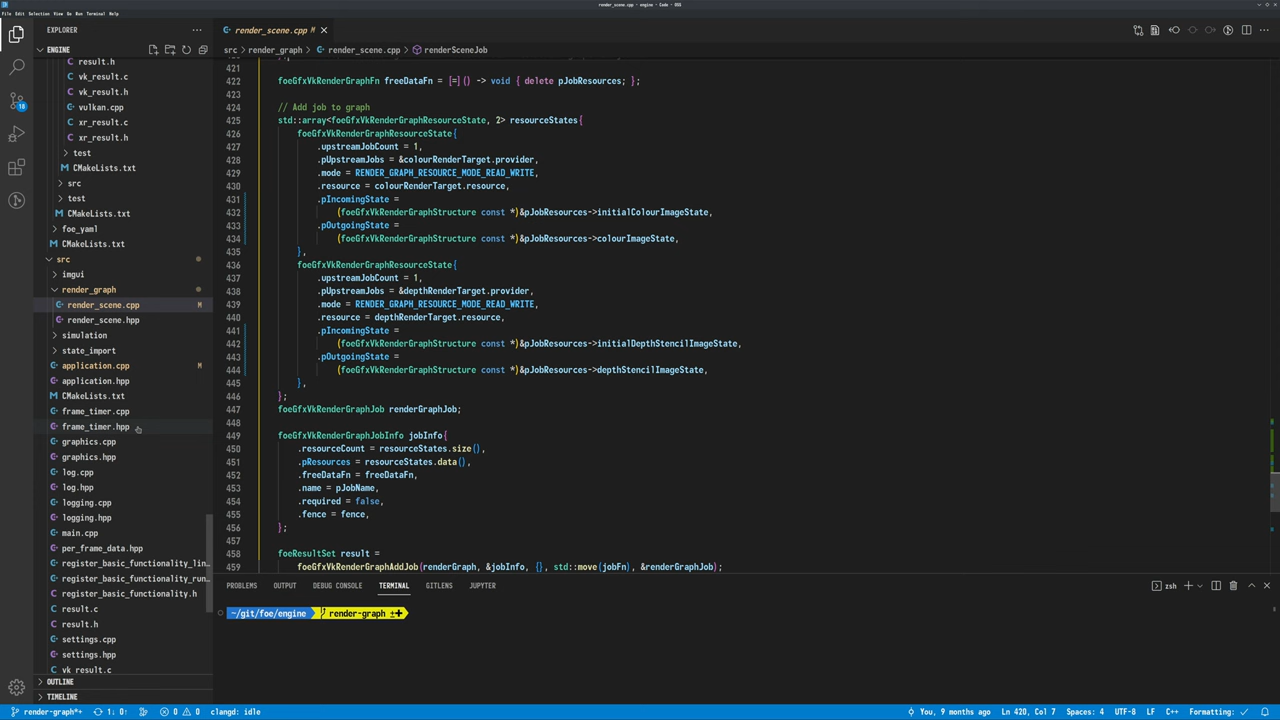 render_scene.cpp - engine - Code - OSS
File Edit Selection View Go Run Terminal Help
EXPLORER
render_scene.cpp M
ENGINE
src > render_graph > render_scene.cpp > renderSceneJob
result.h
vk_result.c
vk_result.h
vulkan.cpp
xr_result.c
xr_result.h
test
CMakeLists.txt
src
test
CMakeLists.txt
foe_yaml
CMakeLists.txt
src
imgui
render_graph
render_scene.cpp M
render_scene.hpp
simulation
state_import
application.cpp M
application.hpp
CMakeLists.txt
frame_timer.cpp
frame_timer.hpp
graphics.cpp
graphics.hpp
log.cpp
log.hpp
logging.cpp
logging.hpp
main.cpp
per_frame_data.hpp
register_basic_functionality_lin...
register_basic_functionality_run...
register_basic_functionality.h
result.c
result.h
settings.cpp
settings.hpp
vk_result.c
OUTLINE
TIMELINE
421
422 foeGfxVkRenderGraphFn freeDataFn = [=]() -> void { delete pJobResources; };
423
424 // Add job to graph
425 std::array<foeGfxVkRenderGraphResourceState, 2> resourceStates{
426 foeGfxVkRenderGraphResourceState{
427 .upstreamJobCount = 1,
428 .pUpstreamJobs = &colourRenderTarget.provider,
429 .mode = RENDER_GRAPH_RESOURCE_MODE_READ_WRITE,
430 .resource = colourRenderTarget.resource,
431 .pIncomingState =
432 (foeGfxVkRenderGraphStructure const *)&pJobResources->initialColourImageState,
433 .pOutgoingState =
434 (foeGfxVkRenderGraphStructure const *)&pJobResources->colourImageState,
435 },
436 foeGfxVkRenderGraphResourceState{
437 .upstreamJobCount = 1,
438 .pUpstreamJobs = &depthRenderTarget.provider,
439 .mode = RENDER_GRAPH_RESOURCE_MODE_READ_WRITE,
440 .resource = depthRenderTarget.resource,
441 .pIncomingState =
442 (foeGfxVkRenderGraphStructure const *)&pJobResources->initialDepthStencilImageState,
443 .pOutgoingState =
444 (foeGfxVkRenderGraphStructure const *)&pJobResources->depthStencilImageState,
445 },
446 };
447 foeGfxVkRenderGraphJob renderGraphJob;
448
449 foeGfxVkRenderGraphJobInfo jobInfo{
450 .resourceCount = resourceStates.size(),
451 .pResources = resourceStates.data(),
452 .freeDataFn = freeDataFn,
453 .name = pJobName,
454 .required = false,
455 .fence = fence,
456 };
457
458 foeResultSet result =
459 foeGfxVkRenderGraphAddJob(renderGraph, &jobInfo, {}, std::move(jobFn), &renderGraphJob);
PROBLEMS OUTPUT DEBUG CONSOLE TERMINAL GITLENS JUPYTER
zsh
~/git/foe/engine render-graph ±✚
18
render-graph*+ 1↓ 0↑ 0 0 clangd: idle
You, 9 months ago Ln 420, Col 7 Spaces: 4 UTF-8 LF C++ Formatting: ✓